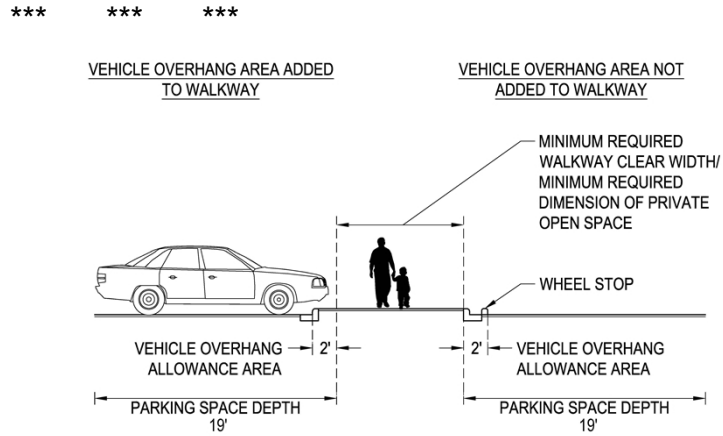 *** *** ***
VEHICLE OVERHANG AREA ADDED
TO WALKWAY
VEHICLE OVERHANG AREA NOT
ADDED TO WALKWAY
MINIMUM REQUIRED
WALKWAY CLEAR WIDTH/
MINIMUM REQUIRED
DIMENSION OF PRIVATE
OPEN SPACE
WHEEL STOP
VEHICLE OVERHANG
ALLOWANCE AREA
2'
2'
VEHICLE OVERHANG
ALLOWANCE AREA
PARKING SPACE DEPTH
19'
PARKING SPACE DEPTH
19'